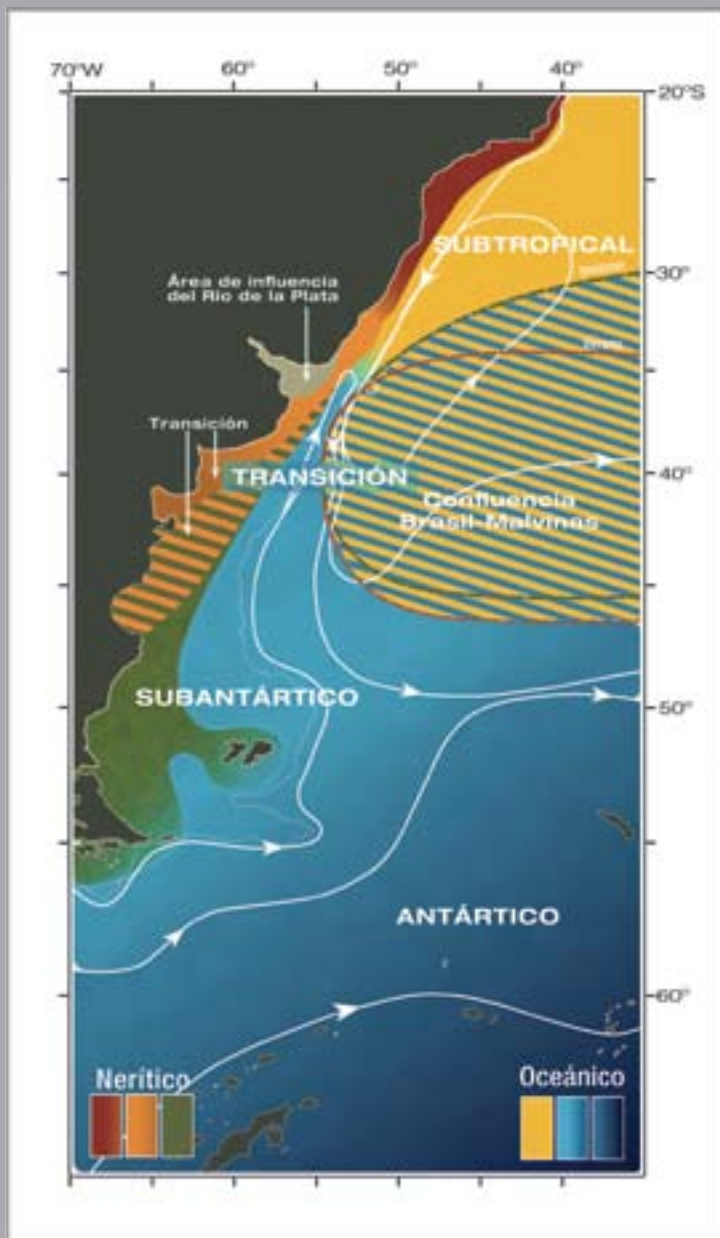 70°W 60° 50° 40°
20°S
SUBTROPICAL
30°
Área de influencia
del Río de la Plata
Transición
TRANSICIÓN
40°
Confluencia
Brasil-Malvinas
SUBANTÁRTICO
50°
ANTÁRTICO
60°
Nerítico
Oceánico